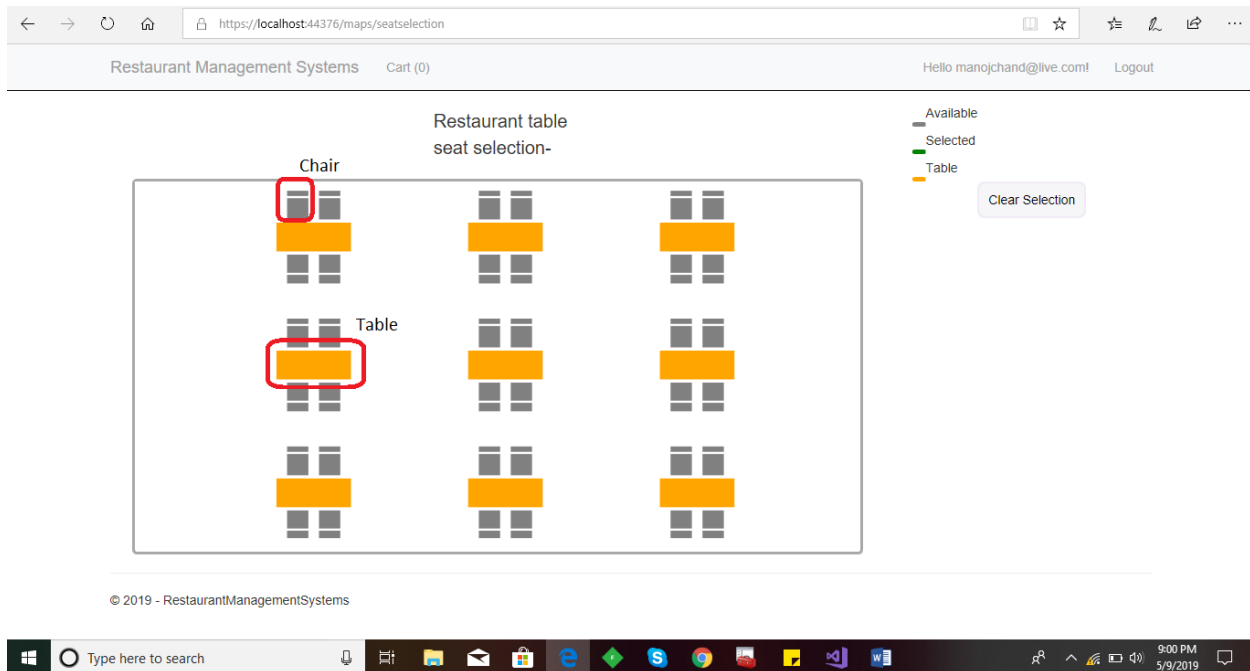 https://localhost:44376/maps/seatselection
Restaurant Management Systems Cart (0) Hello manojchand@live.com! Logout
Restaurant table
seat selection-
Available
Selected
Table
Clear Selection
Chair
Table
© 2019 - RestaurantManagementSystems
Type here to search
9:00 PM
5/9/2019